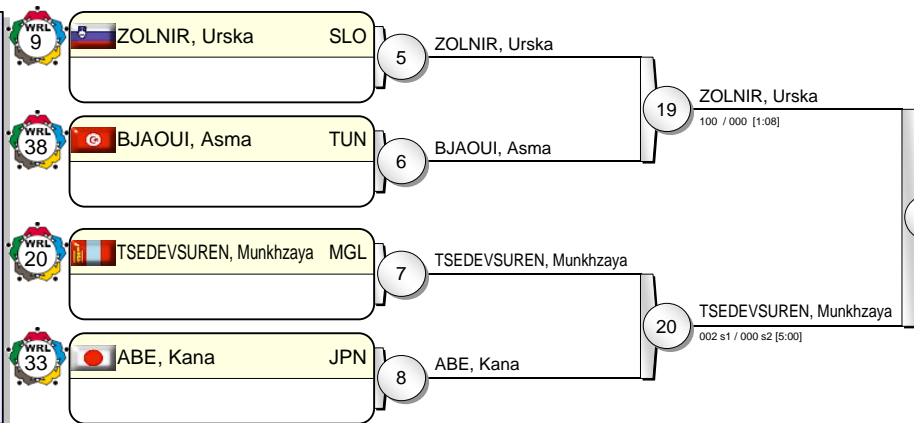 WRL
9
ZOLNIR, Urska SLO
5
ZOLNIR, Urska
19
ZOLNIR, Urska
100 / 000 [1:08]
WRL
38
BJAOUI, Asma TUN
6
BJAOUI, Asma
WRL
20
TSEDEVSUREN, Munkhzaya MGL
7
TSEDEVSUREN, Munkhzaya
20
TSEDEVSUREN, Munkhzaya
002 s1 / 000 s2 [5:00]
WRL
33
ABE, Kana JPN
8
ABE, Kana